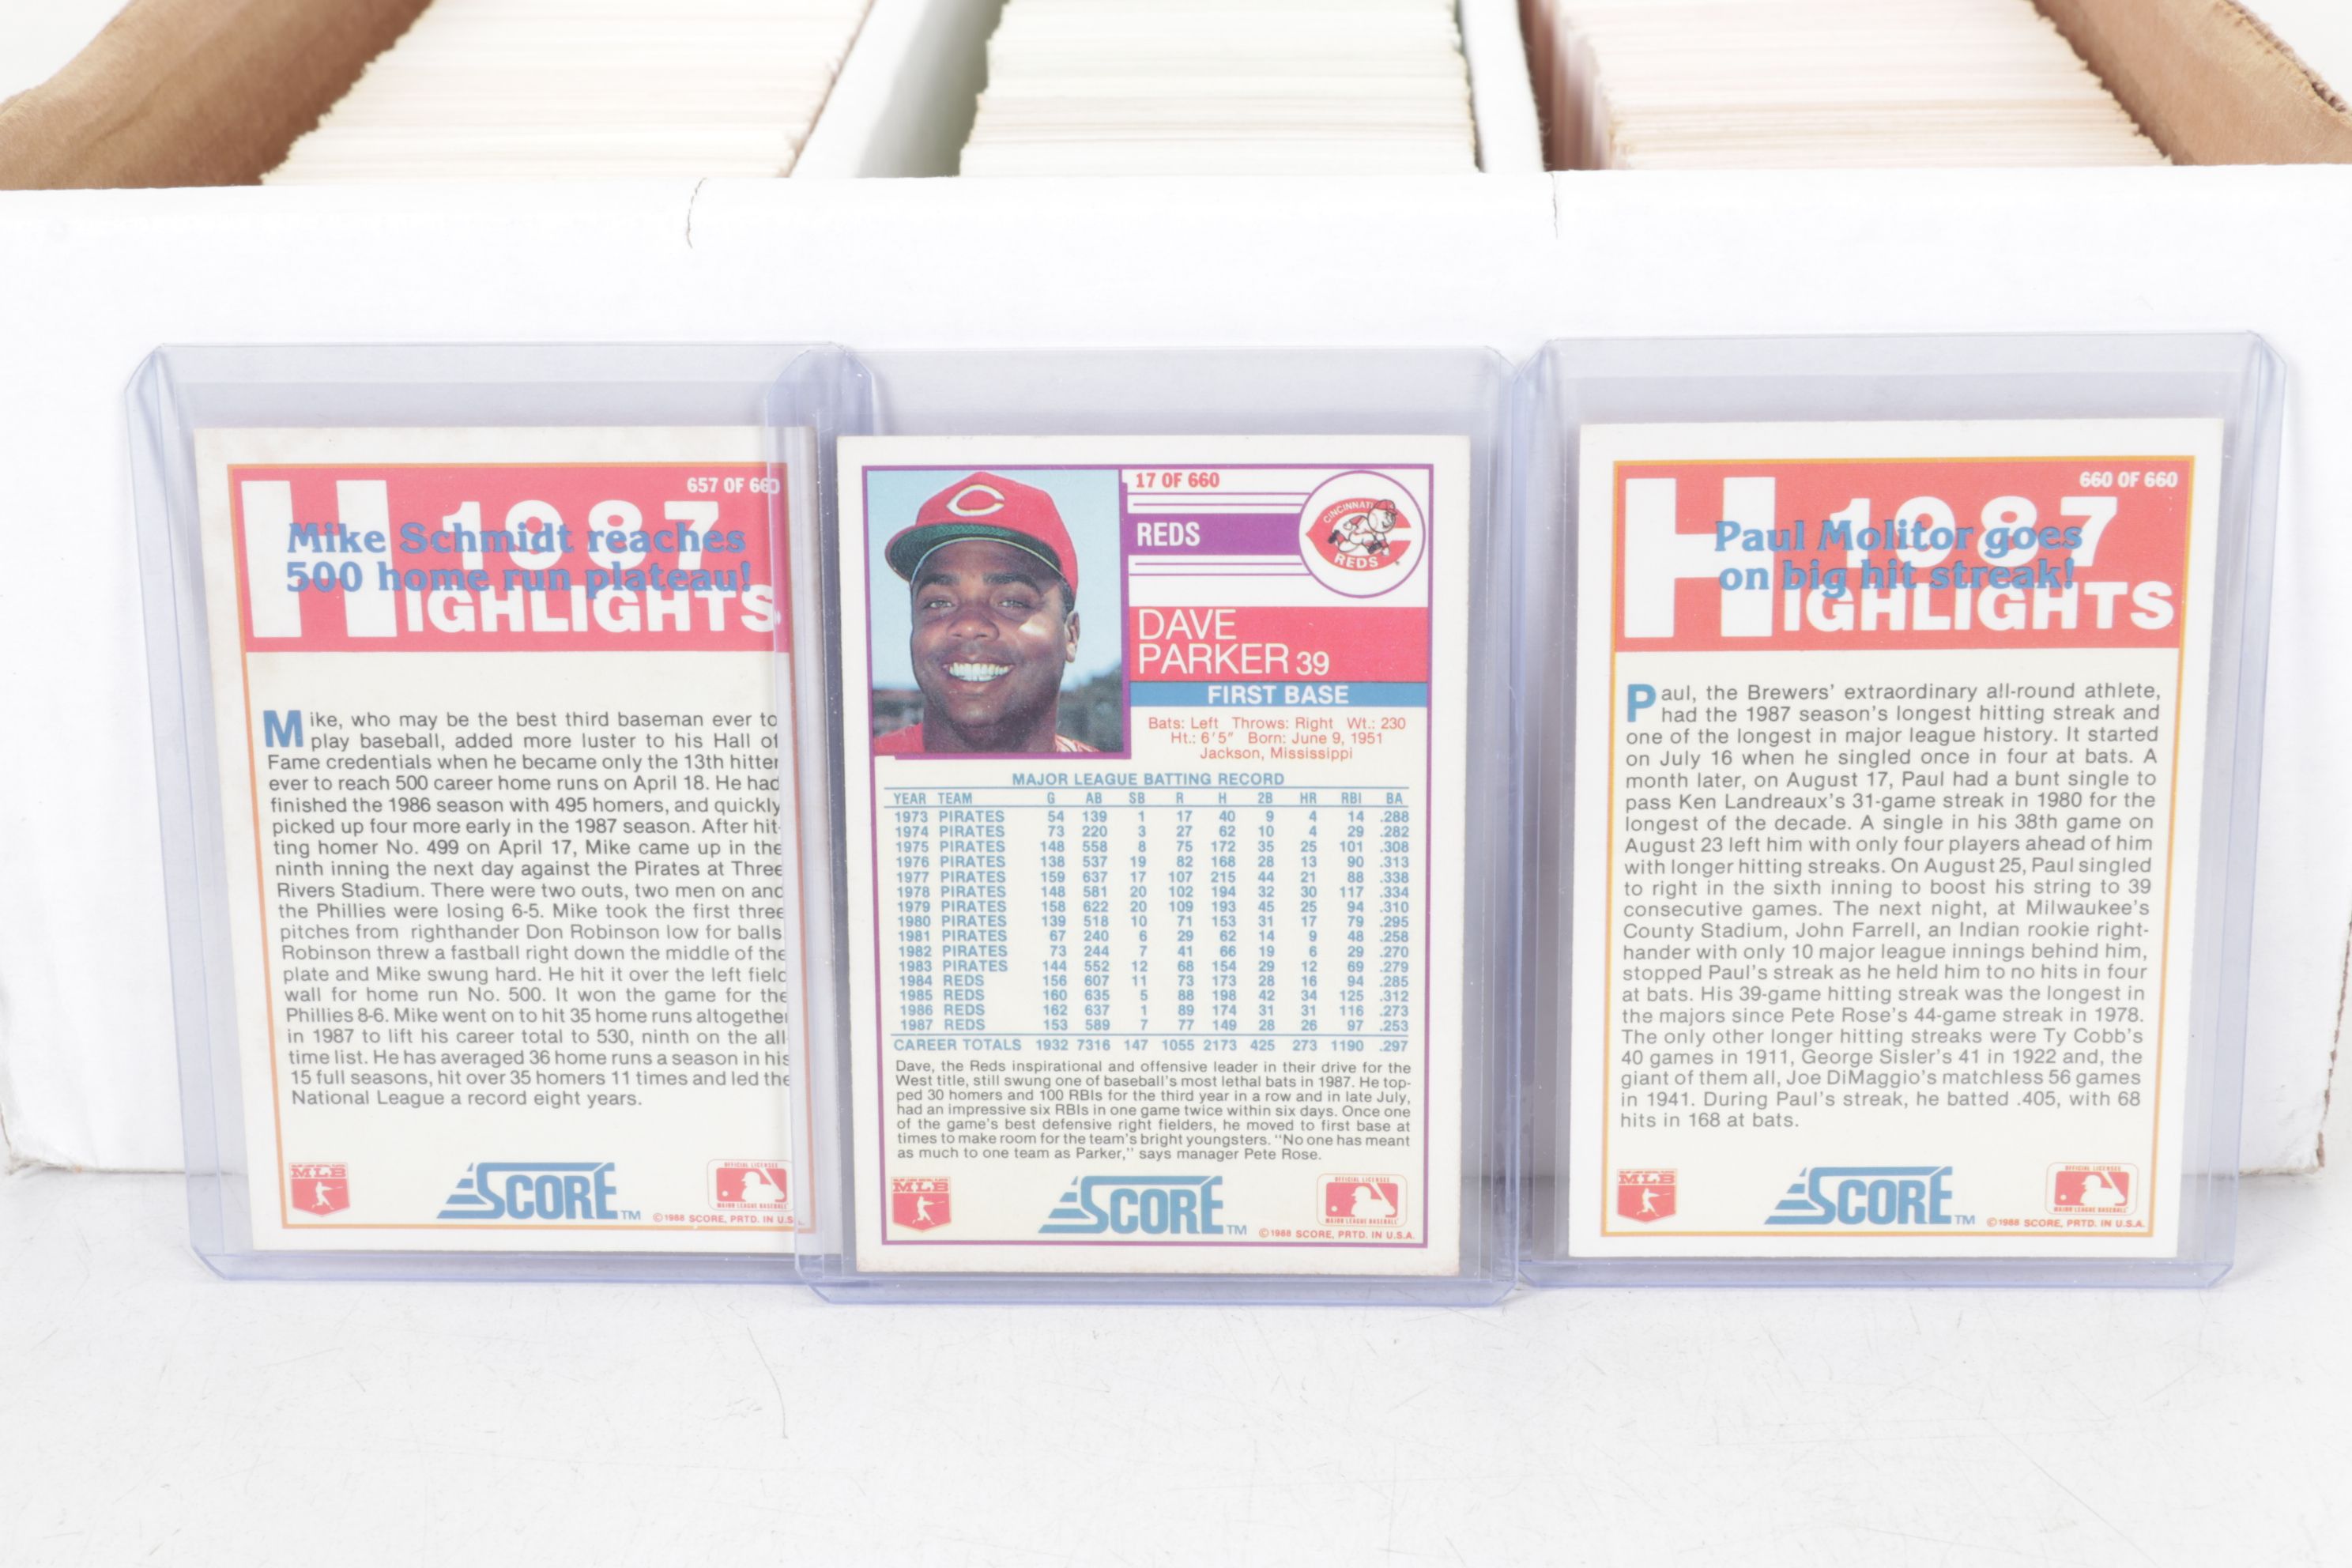 657 OF 660
1987
HIGHLIGHTS
Mike Schmidt reaches
500 home run plateau!
Mike, who may be the best third baseman ever to
play baseball, added more luster to his Hall of
Fame credentials when he became only the 13th hitter
ever to reach 500 career home runs on April 18. He had
finished the 1986 season with 495 homers, and quickly
picked up four more early in the 1987 season. After hit-
ting homer No. 499 on April 17, Mike came up in the
ninth inning the next day against the Pirates at Three
Rivers Stadium. There were two outs, two men on and
the Phillies were losing 6-5. Mike took the first three
pitches from righthander Don Robinson low for balls.
Robinson threw a fastball right down the middle of the
plate and Mike swung hard. He hit it over the left field
wall for home run No. 500. It won the game for the
Phillies 8-6. Mike went on to hit 35 home runs altogether
in 1987 to lift his career total to 530, ninth on the all-
time list. He has averaged 36 home runs a season in his
15 full seasons, hit over 35 homers 11 times and led the
National League a record eight years.
MLB
SCORE™
OFFICIAL LICENSEE
MAJOR LEAGUE BASEBALL
©1988 SCORE, PRTD. IN U.S.
17 OF 660
REDS
CINCINNATI
REDS
DAVE
PARKER 39
FIRST BASE
Bats: Left Throws: Right Wt.: 230
Ht.: 6'5" Born: June 9, 1951
Jackson, Mississippi
MAJOR LEAGUE BATTING RECORD
YEAR TEAM G AB SB R H 2B HR RBI BA
1973 PIRATES 54 139 1 17 40 9 4 14 .288
1974 PIRATES 73 220 3 27 62 10 4 29 .282
1975 PIRATES 148 558 8 75 172 35 25 101 .308
1976 PIRATES 138 537 19 82 168 28 13 90 .313
1977 PIRATES 159 637 17 107 215 44 21 88 .338
1978 PIRATES 148 581 20 102 194 32 30 117 .334
1979 PIRATES 158 622 20 109 193 45 25 94 .310
1980 PIRATES 139 518 10 71 153 31 17 79 .295
1981 PIRATES 67 240 6 29 62 14 9 48 .258
1982 PIRATES 73 244 7 41 66 19 6 29 .270
1983 PIRATES 144 552 12 68 154 29 12 69 .279
1984 REDS 156 607 11 73 173 28 16 94 .285
1985 REDS 160 635 5 88 198 42 34 125 .312
1986 REDS 162 637 1 89 174 31 31 116 .273
1987 REDS 153 589 7 77 149 28 26 97 .253
CAREER TOTALS 1932 7316 147 1055 2173 425 273 1190 .297
Dave, the Reds inspirational and offensive leader in their drive for the
West title, still swung one of baseball's most lethal bats in 1987. He top-
ped 30 homers and 100 RBIs for the third year in a row and in late July,
had an impressive six RBIs in one game twice within six days. Once one
of the game's best defensive right fielders, he moved to first base at
times to make room for the team's bright youngsters. "No one has meant
as much to one team as Parker," says manager Pete Rose.
MLB
SCORE™
OFFICIAL LICENSEE
MAJOR LEAGUE BASEBALL
©1988 SCORE, PRTD. IN U.S.A.
660 OF 660
1987
HIGHLIGHTS
Paul Molitor goes
on big hit streak!
Paul, the Brewers' extraordinary all-round athlete,
had the 1987 season's longest hitting streak and
one of the longest in major league history. It started
on July 16 when he singled once in four at bats. A
month later, on August 17, Paul had a bunt single to
pass Ken Landreaux's 31-game streak in 1980 for the
longest of the decade. A single in his 38th game on
August 23 left him with only four players ahead of him
with longer hitting streaks. On August 25, Paul singled
to right in the sixth inning to boost his string to 39
consecutive games. The next night, at Milwaukee's
County Stadium, John Farrell, an Indian rookie right-
hander with only 10 major league innings behind him,
stopped Paul's streak as he held him to no hits in four
at bats. His 39-game hitting streak was the longest in
the majors since Pete Rose's 44-game streak in 1978.
The only other longer hitting streaks were Ty Cobb's
40 games in 1911, George Sisler's 41 in 1922 and, the
giant of them all, Joe DiMaggio's matchless 56 games
in 1941. During Paul's streak, he batted .405, with 68
hits in 168 at bats.
MLB
SCORE™
OFFICIAL LICENSEE
MAJOR LEAGUE BASEBALL
©1988 SCORE, PRTD. IN U.S.A.